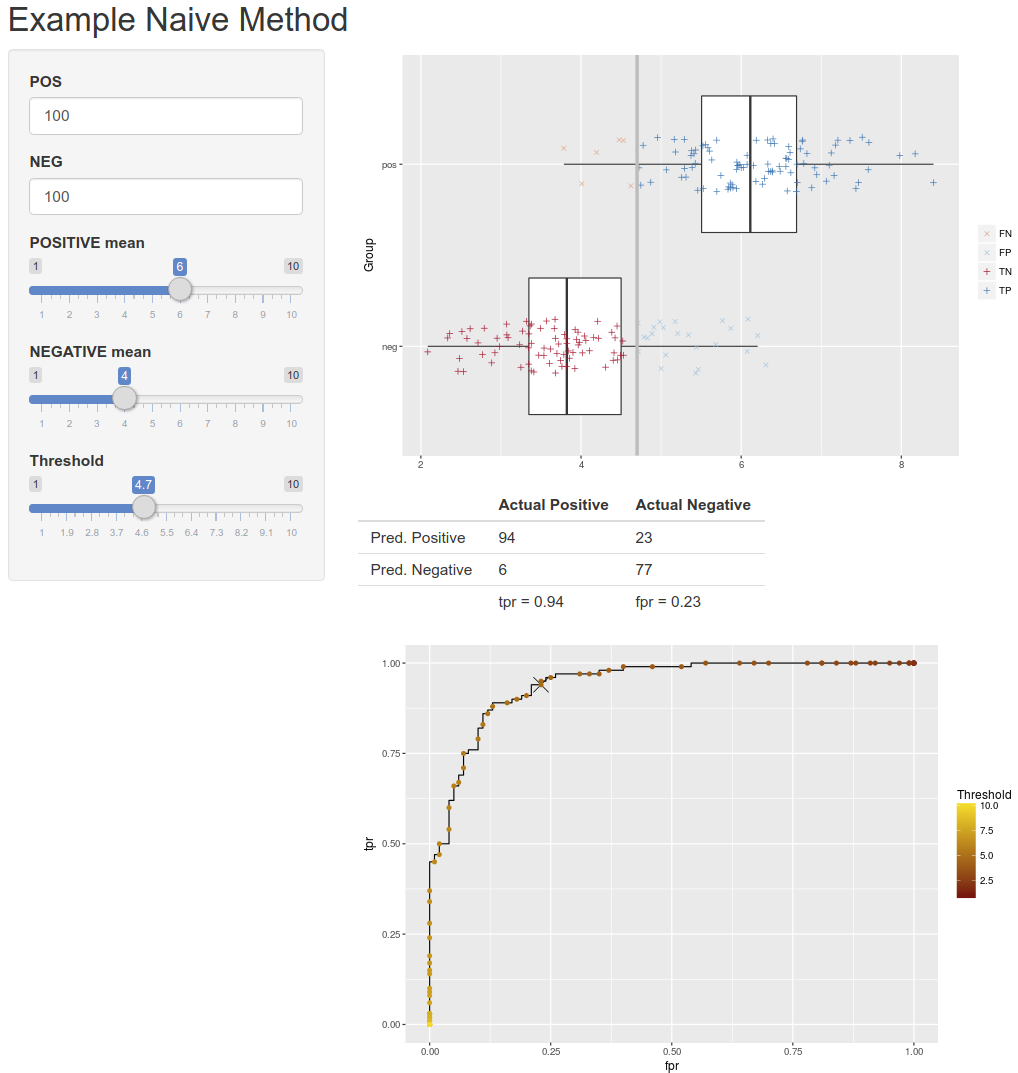 Example Naive Method
POS
100
NEG
100
POSITIVE mean
1 6 10
1 2 3 4 5 6 7 8 9 10
NEGATIVE mean
1 4 10
1 2 3 4 5 6 7 8 9 10
Threshold
1 4.7 10
1 1.9 2.8 3.7 4.6 5.5 6.4 7.3 8.2 9.1 10
Group
pos
neg
2 4 6 8
FN
FP
TN
TP
Actual Positive Actual Negative
Pred. Positive 94 23
Pred. Negative 6 77
tpr = 0.94 fpr = 0.23
tpr
1.00
0.75
0.50
0.25
0.00
0.00 0.25 0.50 0.75 1.00
fpr
Threshold
10.0
7.5
5.0
2.5